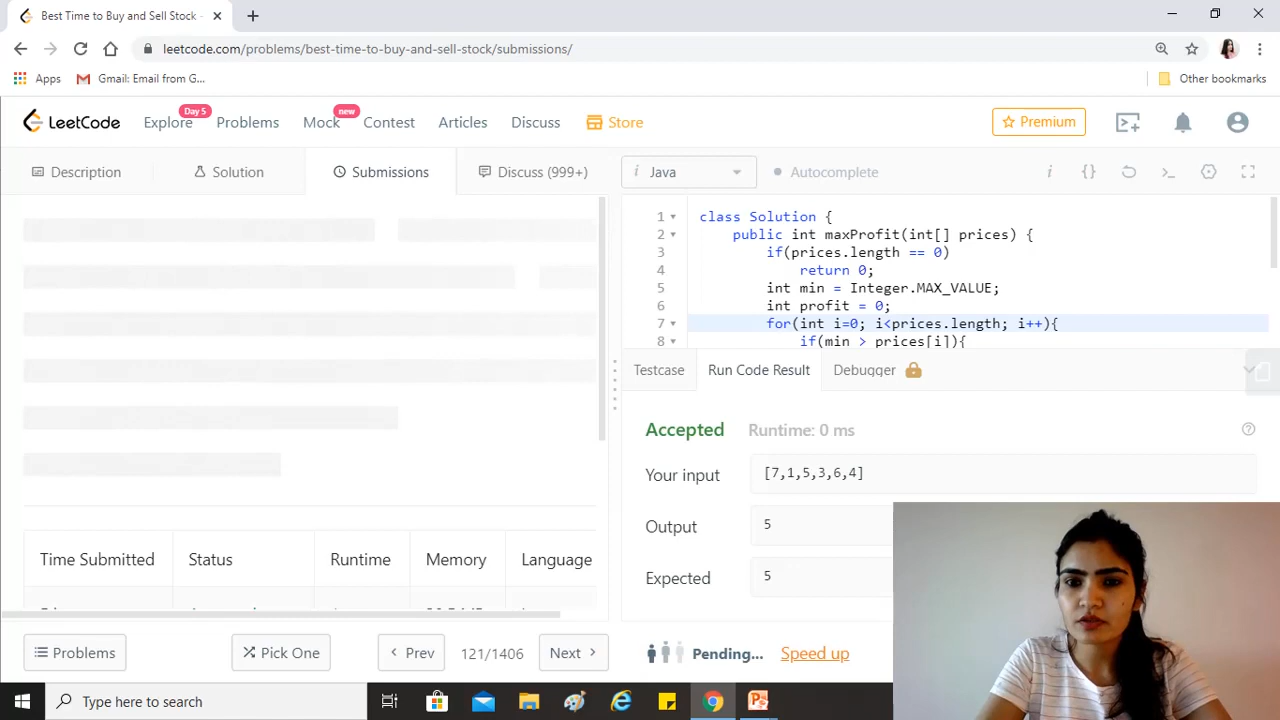 Best Time to Buy and Sell Stock -
leetcode.com/problems/best-time-to-buy-and-sell-stock/submissions/
Apps
Gmail: Email from G...
Other bookmarks
LeetCode
Explore
Day 5
Problems
Mock
new
Contest
Articles
Discuss
Store
Premium
Description
Solution
Submissions
Discuss (999+)
i Java
Autocomplete
1 class Solution {
2 public int maxProfit(int[] prices) {
3 if(prices.length == 0)
4 return 0;
5 int min = Integer.MAX_VALUE;
6 int profit = 0;
7 for(int i=0; i<prices.length; i++){
8 if(min > prices[i]){
Testcase
Run Code Result
Debugger
Accepted
Runtime: 0 ms
Your input
[7,1,5,3,6,4]
Output
5
Expected
5
Time Submitted
Status
Runtime
Memory
Language
Problems
Pick One
Prev
121/1406
Next
Pending...
Speed up
Type here to search